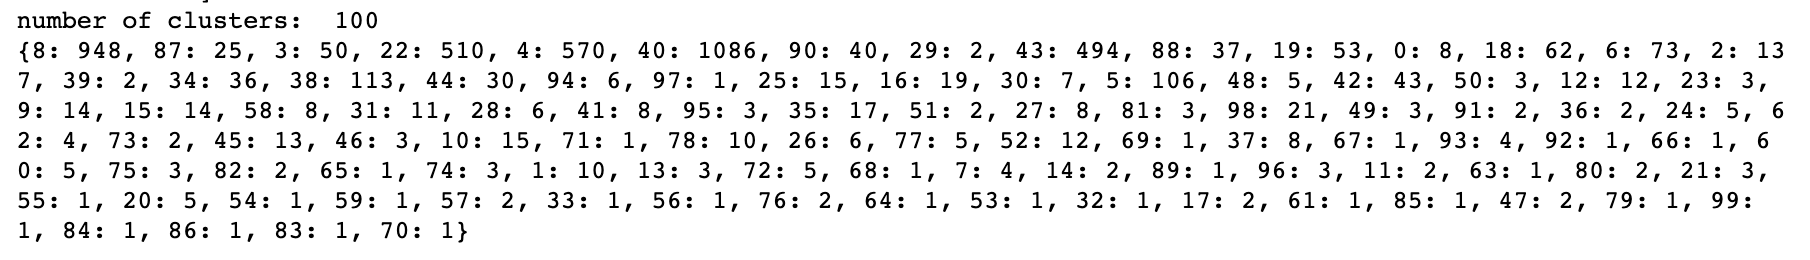 number of clusters:  100
{8: 948, 87: 25, 3: 50, 22: 510, 4: 570, 40: 1086, 90: 40, 29: 2, 43: 494, 88: 37, 19: 53, 0: 8, 18: 62, 6: 73, 2: 13
7, 39: 2, 34: 36, 38: 113, 44: 30, 94: 6, 97: 1, 25: 15, 16: 19, 30: 7, 5: 106, 48: 5, 42: 43, 50: 3, 12: 12, 23: 3,
9: 14, 15: 14, 58: 8, 31: 11, 28: 6, 41: 8, 95: 3, 35: 17, 51: 2, 27: 8, 81: 3, 98: 21, 49: 3, 91: 2, 36: 2, 24: 5, 6
2: 4, 73: 2, 45: 13, 46: 3, 10: 15, 71: 1, 78: 10, 26: 6, 77: 5, 52: 12, 69: 1, 37: 8, 67: 1, 93: 4, 92: 1, 66: 1, 6
0: 5, 75: 3, 82: 2, 65: 1, 74: 3, 1: 10, 13: 3, 72: 5, 68: 1, 7: 4, 14: 2, 89: 1, 96: 3, 11: 2, 63: 1, 80: 2, 21: 3,
55: 1, 20: 5, 54: 1, 59: 1, 57: 2, 33: 1, 56: 1, 76: 2, 64: 1, 53: 1, 32: 1, 17: 2, 61: 1, 85: 1, 47: 2, 79: 1, 99:
1, 84: 1, 86: 1, 83: 1, 70: 1}